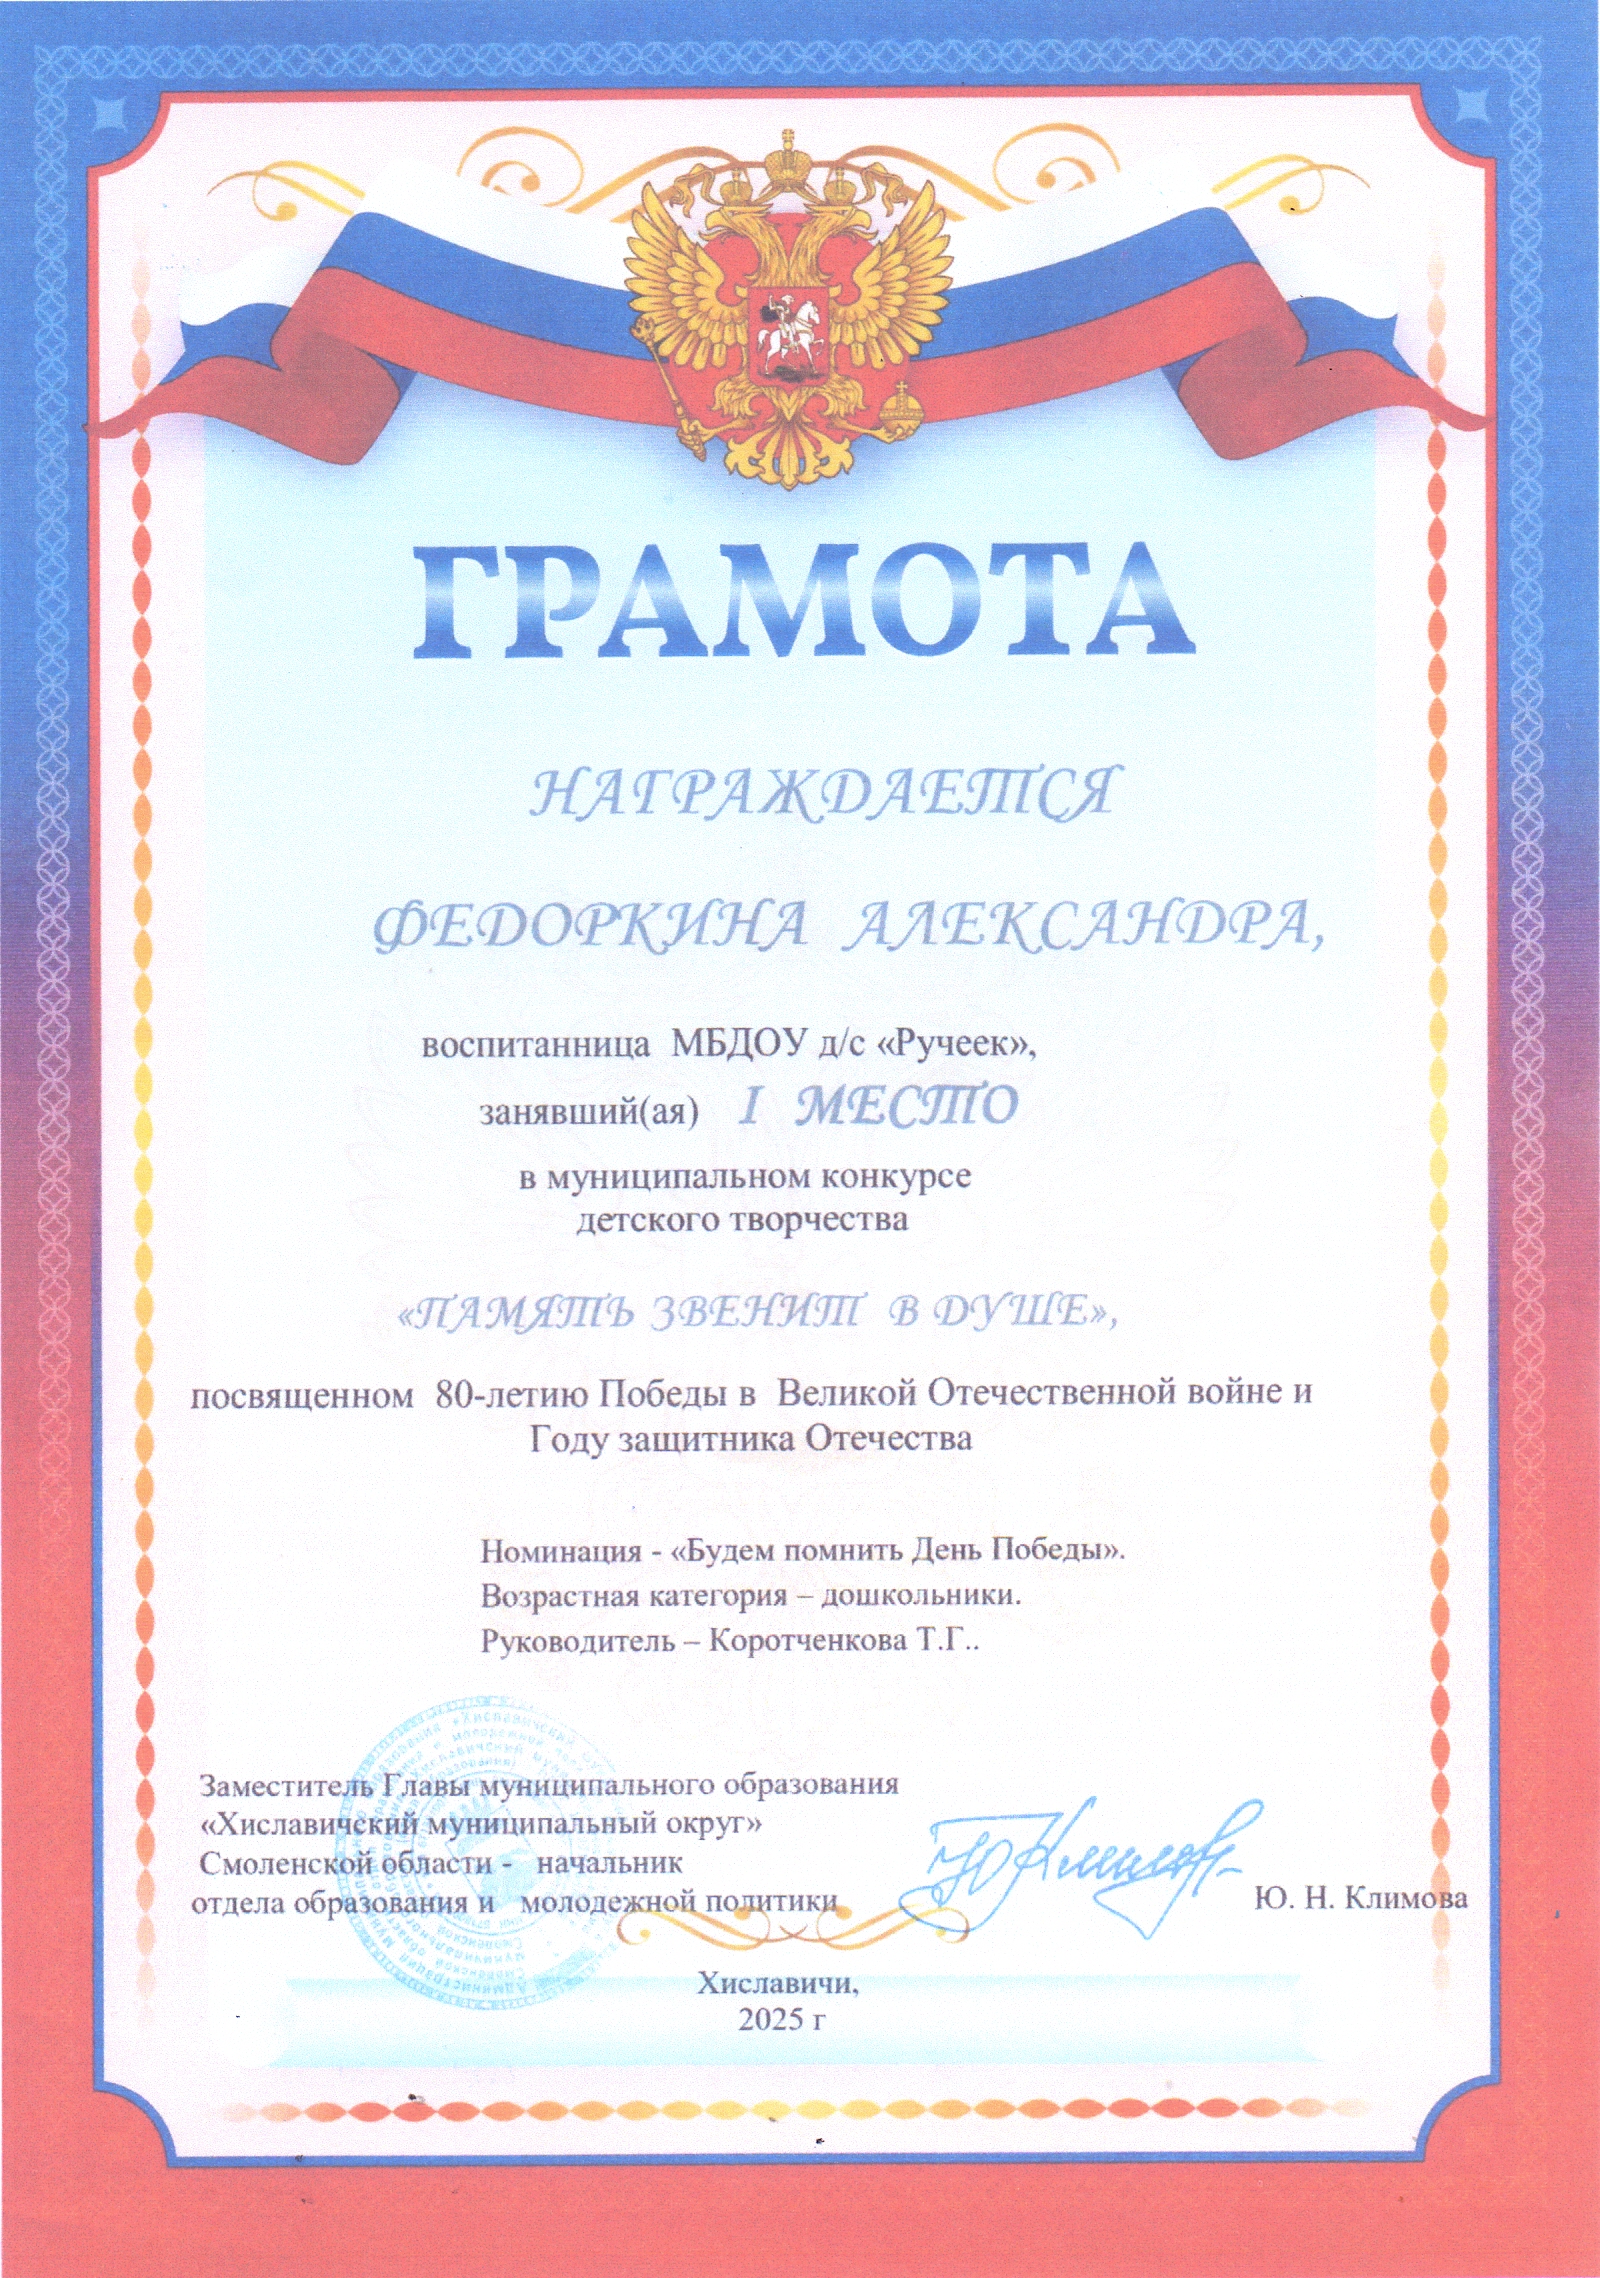 ГРАМОТА
НАГРАЖДАЕТСЯ
ФЕДОРКИНА АЛЕКСАНДРА,
воспитанница МБДОУ д/с «Ручеек»,
занявший(ая) I МЕСТО
в муниципальном конкурсе
детского творчества
«ПАМЯТЬ ЗВЕНИТ В ДУШЕ»,
посвященном 80-летию Победы в Великой Отечественной войне и
Году защитника Отечества
Номинация - «Будем помнить День Победы».
Возрастная категория – дошкольники.
Руководитель – Коротченкова Т.Г..
Заместитель Главы муниципального образования
«Хиславичский муниципальный округ»
Смоленской области - начальник
отдела образования и молодежной политики
Ю. Н. Климова
Хиславичи,
2025 г